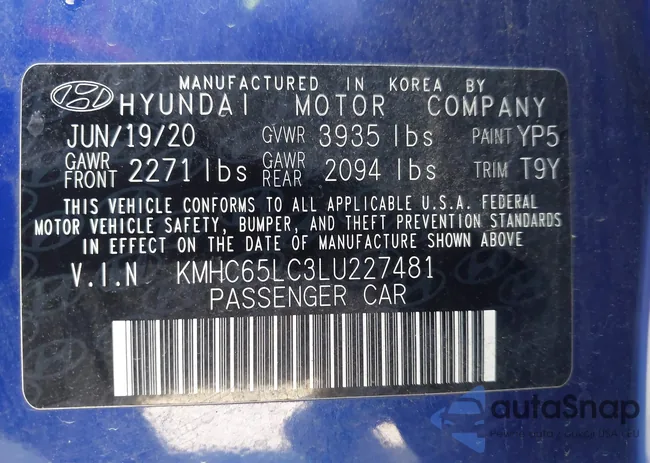 MANUFACTURED IN KOREA BY
HYUNDAI MOTOR COMPANY
JUN/19/20 GVWR 3935 lbs PAINT YP5
GAWR FRONT 2271 lbs GAWR REAR 2094 lbs TRIM T9Y
THIS VEHICLE CONFORMS TO ALL APPLICABLE U.S.A. FEDERAL
MOTOR VEHICLE SAFETY, BUMPER, AND THEFT PREVENTION STANDARDS
IN EFFECT ON THE DATE OF MANUFACTURE SHOWN ABOVE.
V.I.N KMHC65LC3LU227481
PASSENGER CAR
autoSnap